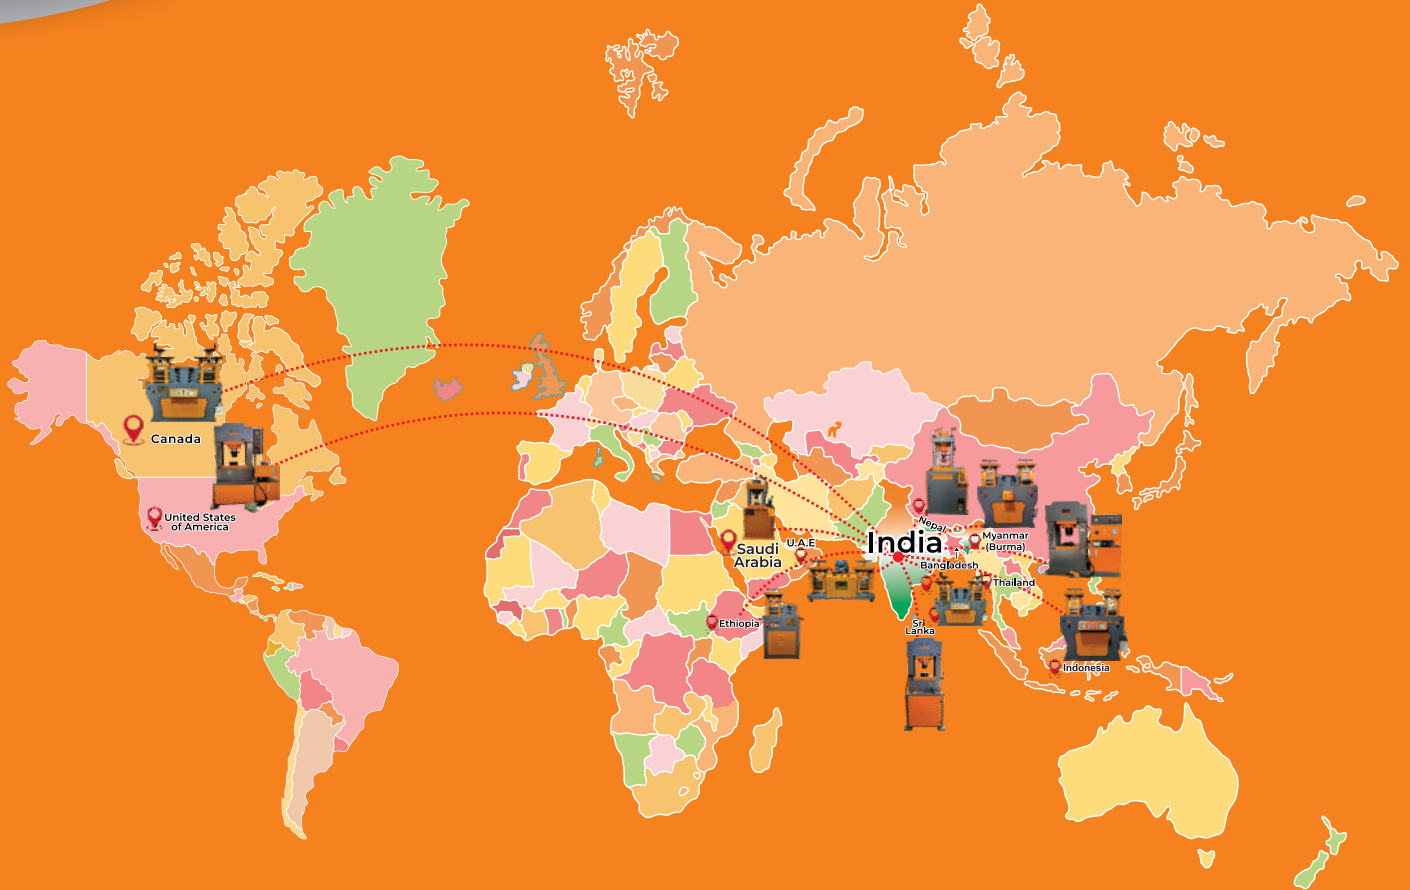 Canada
United States
of America
Saudi
Arabia
U.A.E
Ethiopia
India
Nepal
Myanmar
(Burma)
Bangladesh
Thailand
Sri
Lanka
Indonesia